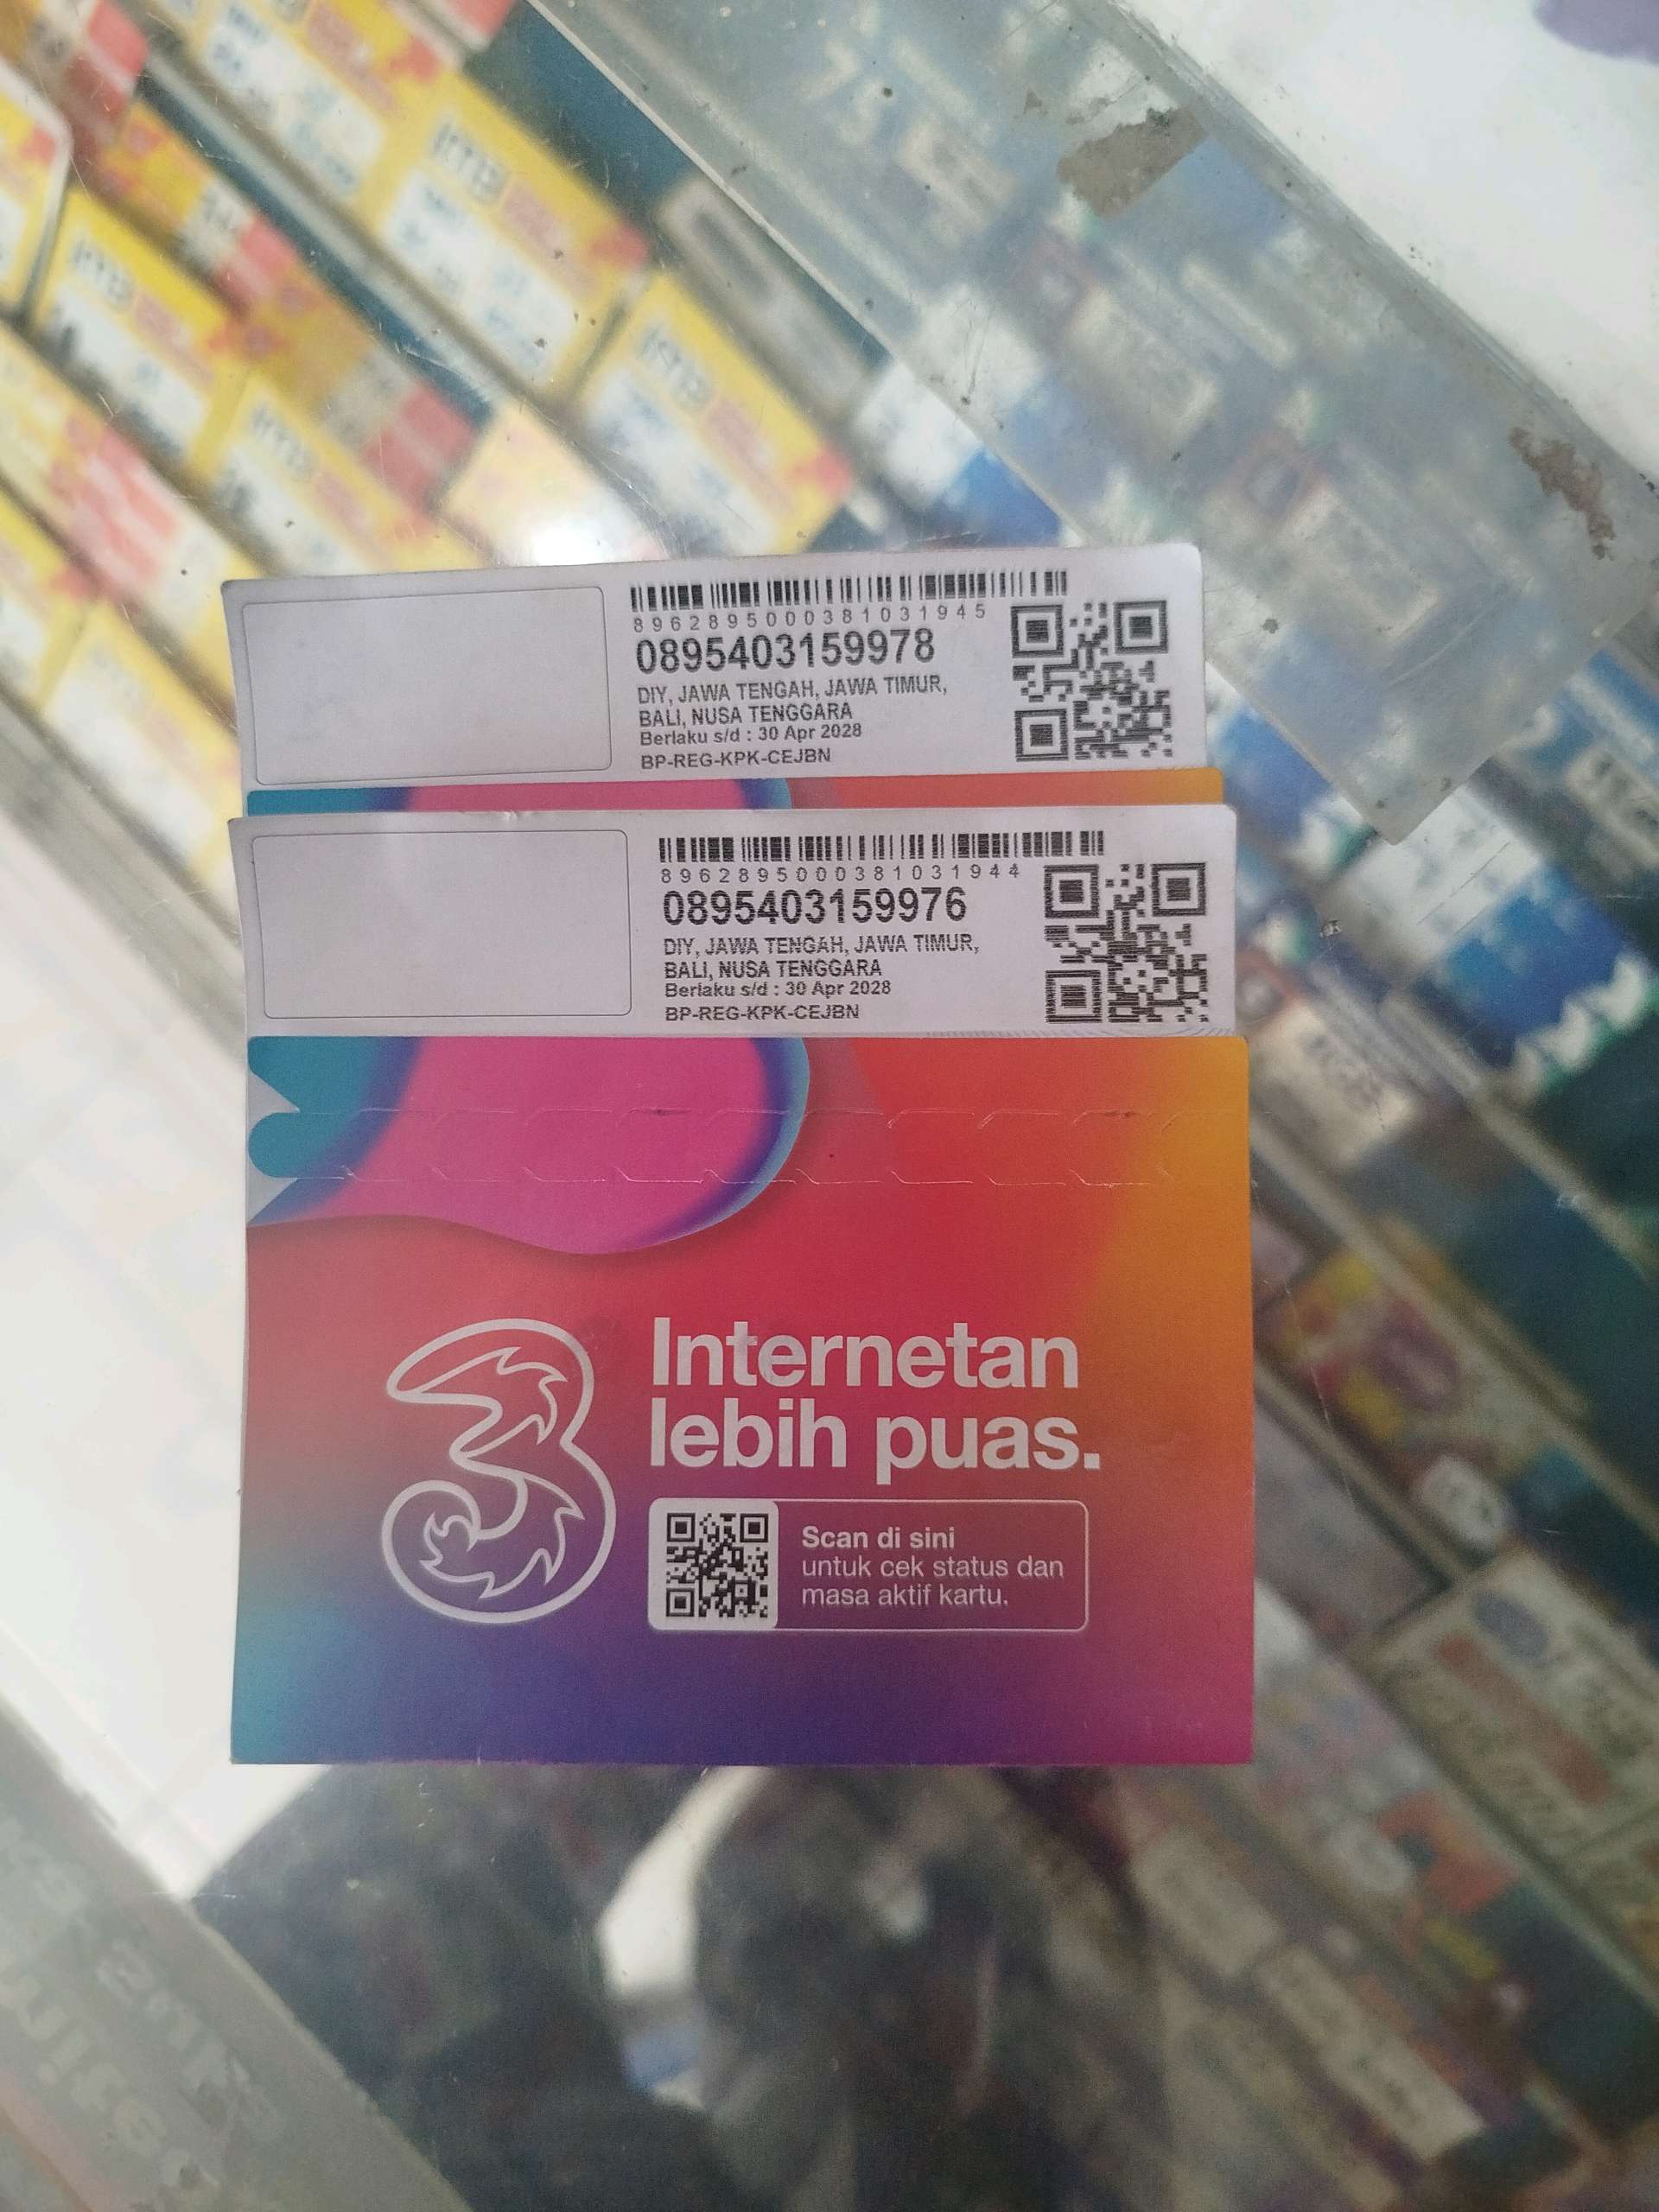 8962895000381031945
0895403159978
DIY, JAWA TENGAH, JAWA TIMUR,
BALI, NUSA TENGGARA
Berlaku s/d : 30 Apr 2028
BP-REG-KPK-CEJBN
8962895000381031944
0895403159976
DIY, JAWA TENGAH, JAWA TIMUR,
BALI, NUSA TENGGARA
Berlaku s/d : 30 Apr 2028
BP-REG-KPK-CEJBN
3
Internetan
lebih puas.
Scan di sini
untuk cek status dan
masa aktif kartu.